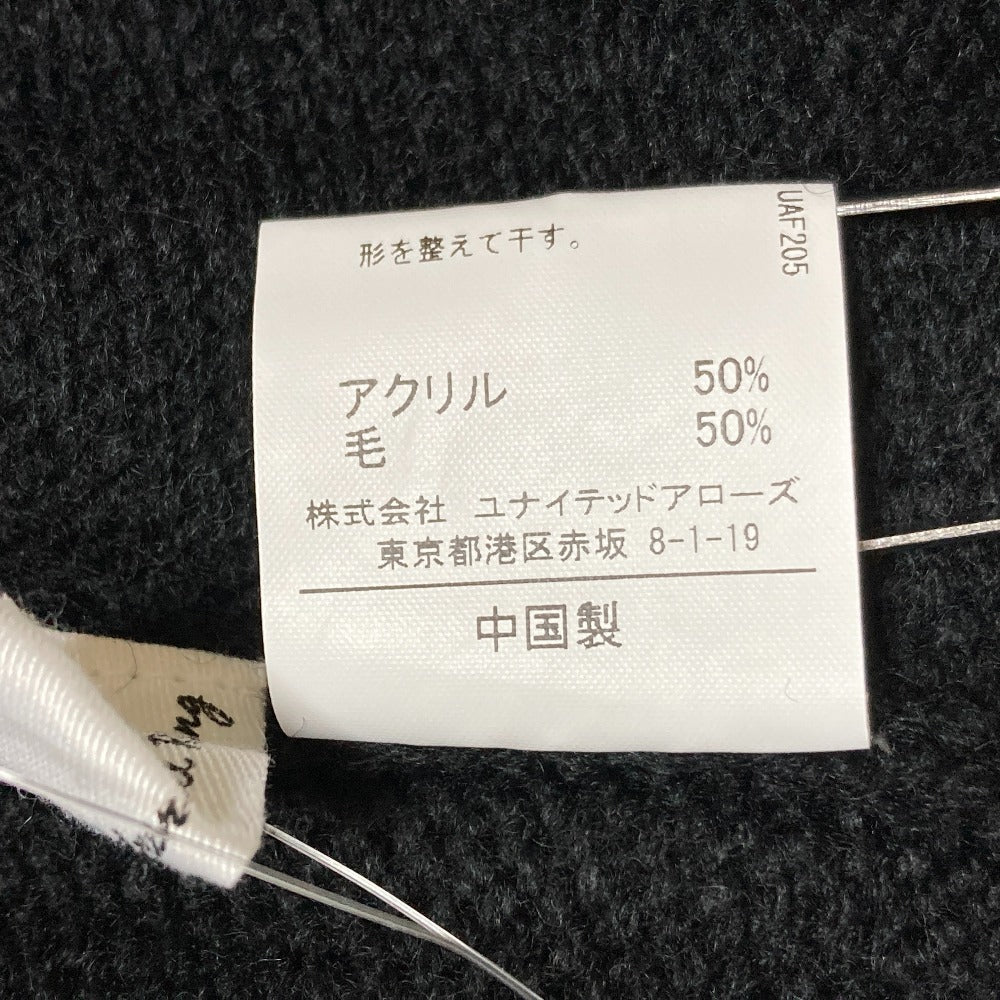 形を整えて干す。
UAF205
アクリル 50%
毛 50%
株式会社 ユナイテッドアローズ
東京都港区赤坂 8-1-19
中国製